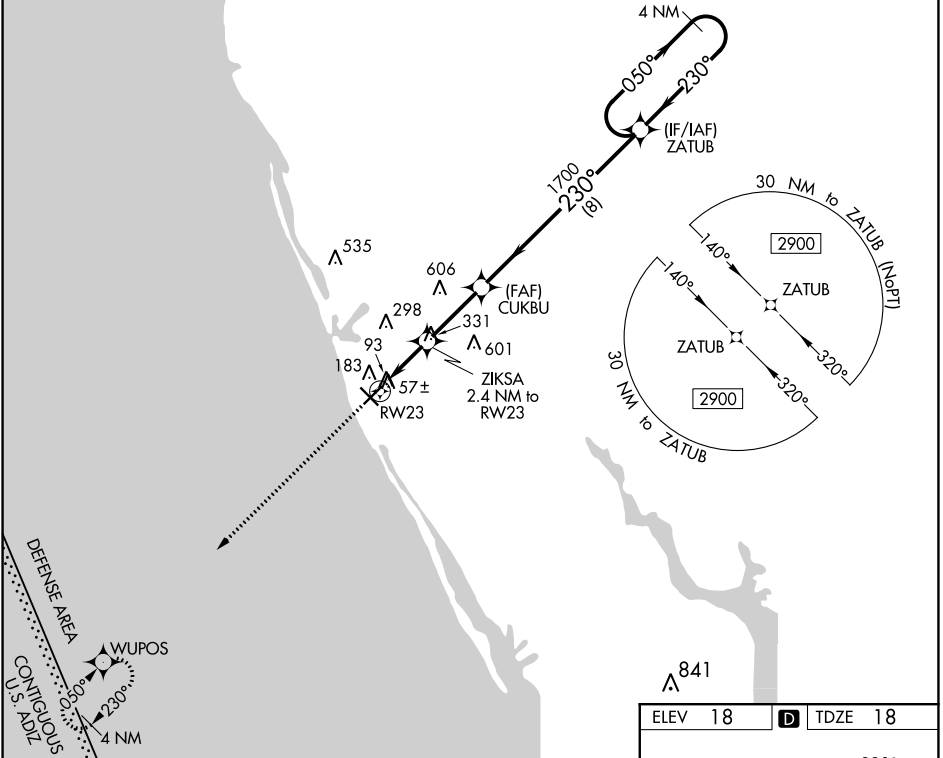 4 NM
050°
230°
(IF/IAF)
ZATUB
1700
230°
(8)
30 NM to ZATUB (NoPT)
2900
140°
ZATUB
320°
140°
ZATUB
320°
2900
30 NM to ZATUB
535
606
(FAF)
CUKBU
298
331
601
93
183
57±
ZIKSA
2.4 NM to
RW23
RW23
DEFENSE AREA
CONTIGUOUS
U.S. ADIZ
WUPOS
050°
230°
4 NM
841
ELEV 18
D
TDZE 18